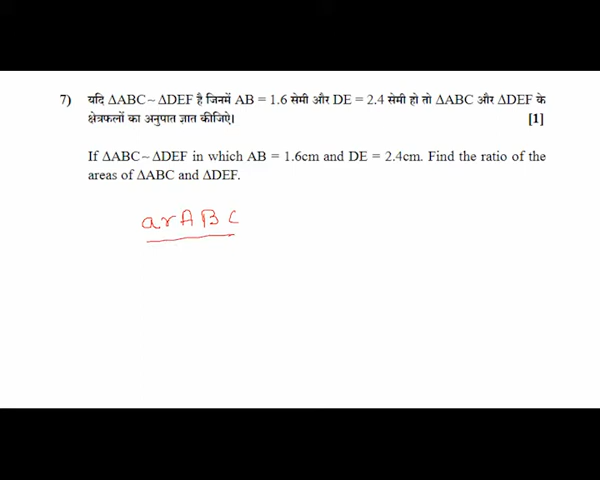 7) यदि ΔABC ~ ΔDEF है जिनमें AB = 1.6 सेमी और DE = 2.4 सेमी हो तो ΔABC और ΔDEF के
क्षेत्रफलों का अनुपात ज्ञात कीजिऐ। [1]
If ΔABC ~ ΔDEF in which AB = 1.6cm and DE = 2.4cm. Find the ratio of the
areas of ΔABC and ΔDEF.
arABC